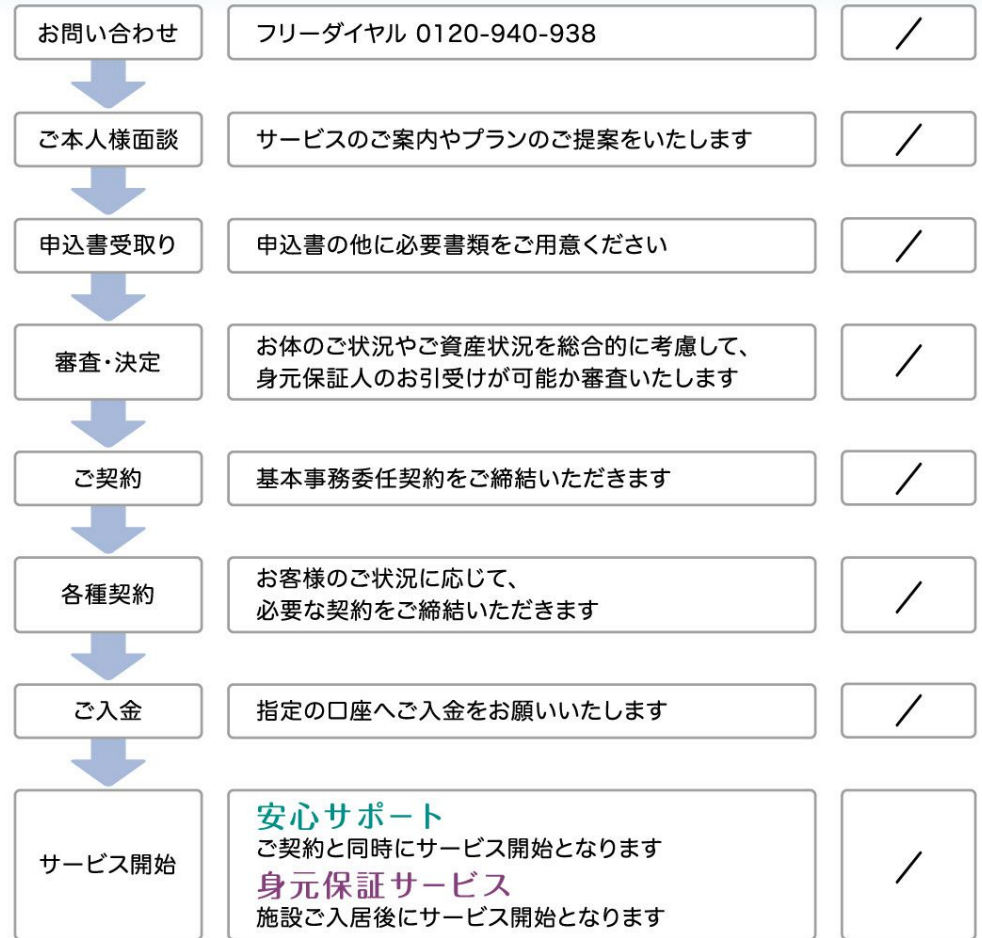 お問い合わせ
フリーダイヤル 0120-940-938
/
ご本人様面談
サービスのご案内やプランのご提案をいたします
/
申込書受取り
申込書の他に必要書類をご用意ください
/
審査・決定
お体のご状況やご資産状況を総合的に考慮して、
身元保証人のお引受けが可能か審査いたします
/
ご契約
基本事務委任契約をご締結いただきます
/
各種契約
お客様のご状況に応じて、
必要な契約をご締結いただきます
/
ご入金
指定の口座へご入金をお願いいたします
/
サービス開始
安心サポート
ご契約と同時にサービス開始となります
身元保証サービス
施設ご入居後にサービス開始となります
/